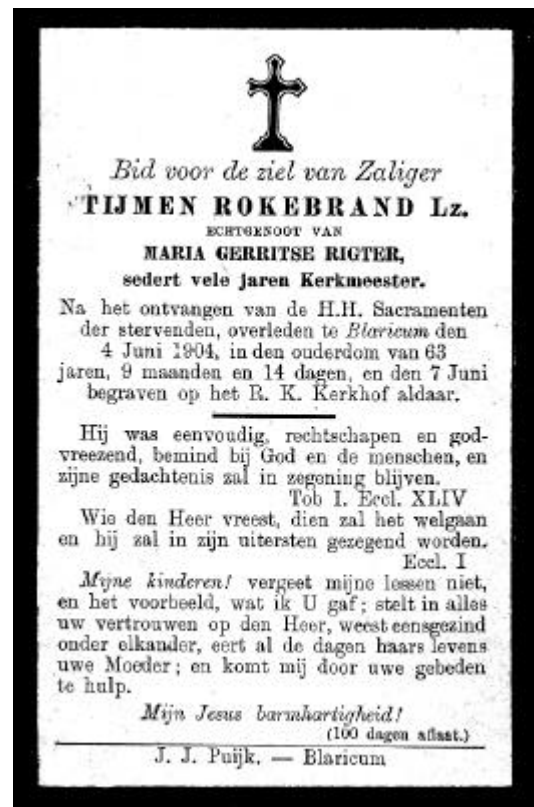 Bid voor de ziel van Zaliger
TIJMEN ROKEBRAND Lz.
ECHTGENOOT VAN
MARIA GERRITSE RIGTER,
sedert vele jaren Kerkmeester.
Na het ontvangen van de H.H. Sacramenten
der stervenden, overleden te Blaricum den
4 Juni 1904, in den ouderdom van 63
jaren, 9 maanden en 14 dagen, en den 7 Juni
begraven op het R. K. Kerkhof aldaar.
Hij was eenvoudig, rechtschapen en god-
vreezend, bemind bij God en de menschen, en
zijne gedachtenis zal in zegening blijven.
Tob I. Eccl. XLIV
Wie den Heer vreest, dien zal het welgaan
en hij zal in zijn uitersten gezegend worden.
Eccl. I
Mijne kinderen! vergeet mijne lessen niet,
en het voorbeeld, wat ik U gaf; stelt in alles
uw vertrouwen op den Heer, weest eensgezind
onder elkander, eert al de dagen haars levens
uwe Moeder; en komt mij door uwe gebeden
te hulp.
Mijn Jesus barmhartigheid!
(100 dagen aflaat.)
J. J. Puijk. — Blaricum